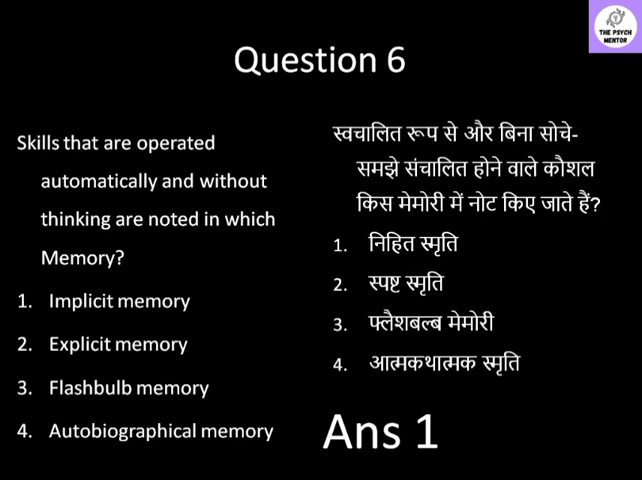 THE PSYCH
MENTOR
Question 6
Skills that are operated
automatically and without
thinking are noted in which
Memory?
1. Implicit memory
2. Explicit memory
3. Flashbulb memory
4. Autobiographical memory
स्वचालित रूप से और बिना सोचे-
समझे संचालित होने वाले कौशल
किस मेमोरी में नोट किए जाते हैं?
1. निहित स्मृति
2. स्पष्ट स्मृति
3. फ्लैशबल्ब मेमोरी
4. आत्मकथात्मक स्मृति
Ans 1